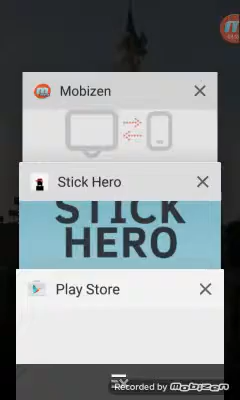 Mobizen
Stick Hero
STICK
HERO
Play Store
Recorded by Mobizen